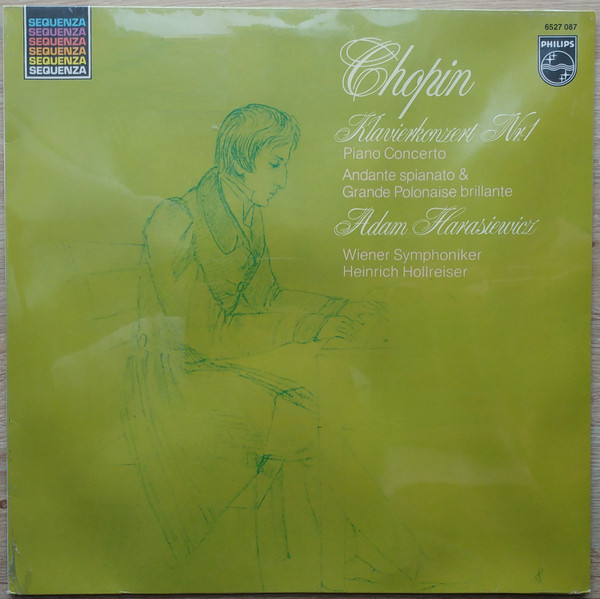 SEQUENZA
SEQUENZA
SEQUENZA
SEQUENZA
SEQUENZA
SEQUENZA
6527 087
PHILIPS
Chopin
Klavierkonzert Nr. 1
Piano Concerto
Andante spianato &
Grande Polonaise brillante
Adam Harasiewicz
Wiener Symphoniker
Heinrich Hollreiser